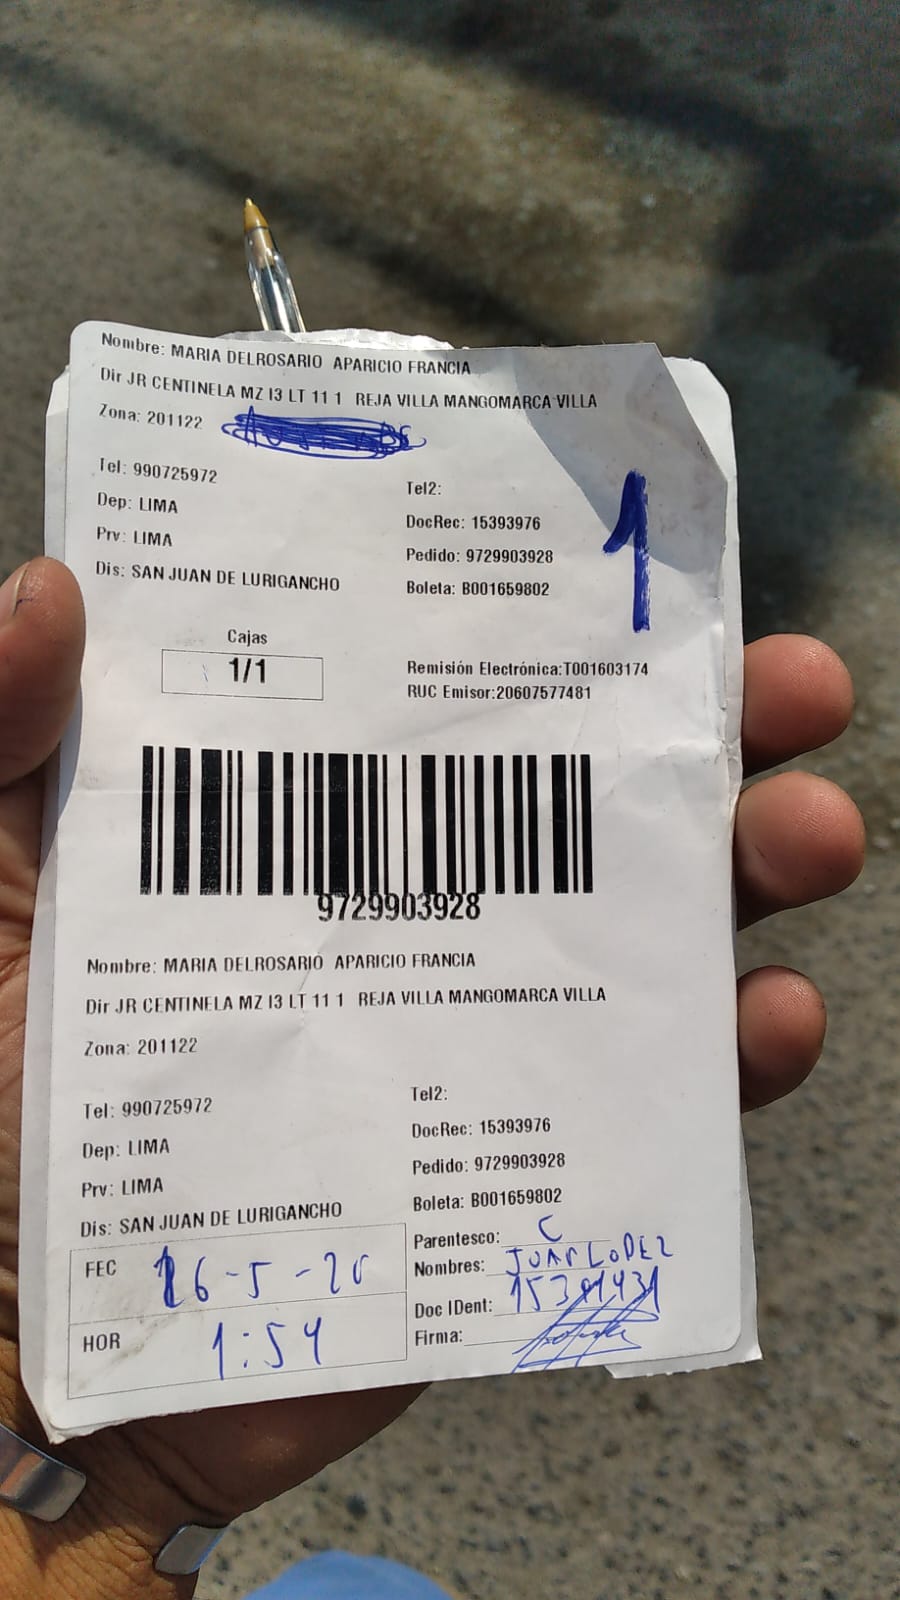 Nombre: MARIA DELROSARIO APARICIO FRANCIA
Dir JR CENTINELA MZ I3 LT 11 1 REJA VILLA MANGOMARCA VILLA
Zona: 201122
Tel: 990725972
Tel2:
Dep: LIMA
DocRec: 15393976
Prv: LIMA
Pedido: 9729903928
1
Dis: SAN JUAN DE LURIGANCHO
Boleta: B001659802
Cajas
1/1
Remisión Electrónica:T001603174
RUC Emisor:20607577481
9729903928
Nombre: MARIA DELROSARIO APARICIO FRANCIA
Dir JR CENTINELA MZ I3 LT 11 1 REJA VILLA MANGOMARCA VILLA
Zona: 201122
Tel: 990725972
Tel2:
Dep: LIMA
DocRec: 15393976
Prv: LIMA
Pedido: 9729903928
Dis: SAN JUAN DE LURIGANCHO
Boleta: B001659802
FEC
Parentesco: C
Nombres: JUAN LOPEZ
Doc IDent:
HOR 1:54
Firma: